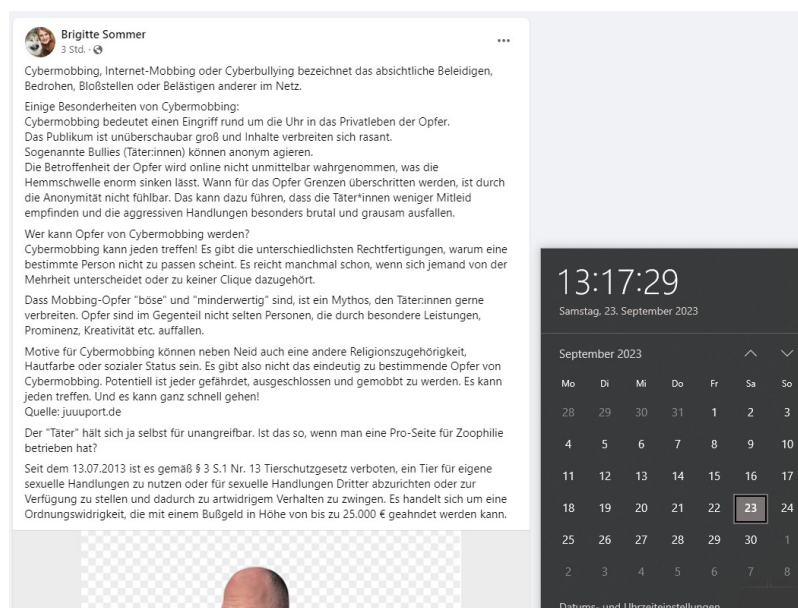 Brigitte Sommer
3 Std. ·
Cybermobbing, Internet-Mobbing oder Cyberbullying bezeichnet das absichtliche Beleidigen,
Bedrohen, Bloßstellen oder Belästigen anderer im Netz.
Einige Besonderheiten von Cybermobbing:
Cybermobbing bedeutet einen Eingriff rund um die Uhr in das Privatleben der Opfer.
Das Publikum ist unüberschaubar groß und Inhalte verbreiten sich rasant.
Sogenannte Bullies (Täter:innen) können anonym agieren.
Die Betroffenheit der Opfer wird online nicht unmittelbar wahrgenommen, was die
Hemmschwelle enorm sinken lässt. Wann für das Opfer Grenzen überschritten werden, ist durch
die Anonymität nicht fühlbar. Das kann dazu führen, dass die Täter*innen weniger Mitleid
empfinden und die aggressiven Handlungen besonders brutal und grausam ausfallen.
Wer kann Opfer von Cybermobbing werden?
Cybermobbing kann jeden treffen! Es gibt die unterschiedlichsten Rechtfertigungen, warum eine
bestimmte Person nicht zu passen scheint. Es reicht manchmal schon, wenn sich jemand von der
Mehrheit unterscheidet oder zu keiner Clique dazugehört.
Dass Mobbing-Opfer "böse" und "minderwertig" sind, ist ein Mythos, den Täter:innen gerne
verbreiten. Opfer sind im Gegenteil nicht selten Personen, die durch besondere Leistungen,
Prominenz, Kreativität etc. auffallen.
Motive für Cybermobbing können neben Neid auch eine andere Religionszugehörigkeit,
Hautfarbe oder sozialer Status sein. Es gibt also nicht das eindeutig zu bestimmende Opfer von
Cybermobbing. Potentiell ist jeder gefährdet, ausgeschlossen und gemobbt zu werden. Es kann
jeden treffen. Und es kann ganz schnell gehen!
Quelle: juuuport.de
Der "Täter" hält sich ja selbst für unangreifbar. Ist das so, wenn man eine Pro-Seite für Zoophilie
betrieben hat?
Seit dem 13.07.2013 ist es gemäß § 3 S.1 Nr. 13 Tierschutzgesetz verboten, ein Tier für eigene
sexuelle Handlungen zu nutzen oder für sexuelle Handlungen Dritter abzurichten oder zur
Verfügung zu stellen und dadurch zu artwidrigem Verhalten zu zwingen. Es handelt sich um eine
Ordnungswidrigkeit, die mit einem Bußgeld in Höhe von bis zu 25.000 € geahndet werden kann.
13:17:29
Samstag, 23. September 2023
September 2023
Mo Di Mi Do Fr Sa So
28 29 30 31 1 2 3
4 5 6 7 8 9 10
11 12 13 14 15 16 17
18 19 20 21 22 23 24
25 26 27 28 29 30 1
2 3 4 5 6 7 8
Datums- und Uhrzeiteinstellungen